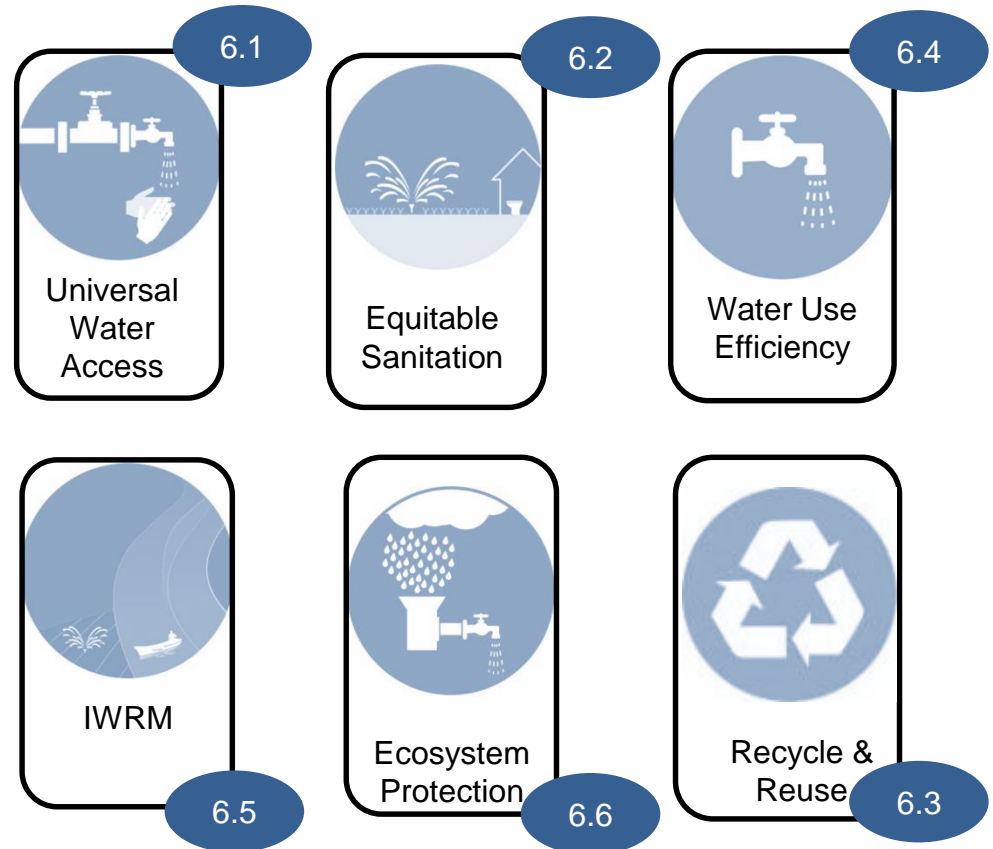 6.1
Universal
Water
Access
6.2
Equitable
Sanitation
6.4
Water Use
Efficiency
IWRM
6.5
Ecosystem
Protection
6.6
Recycle &
Reuse
6.3